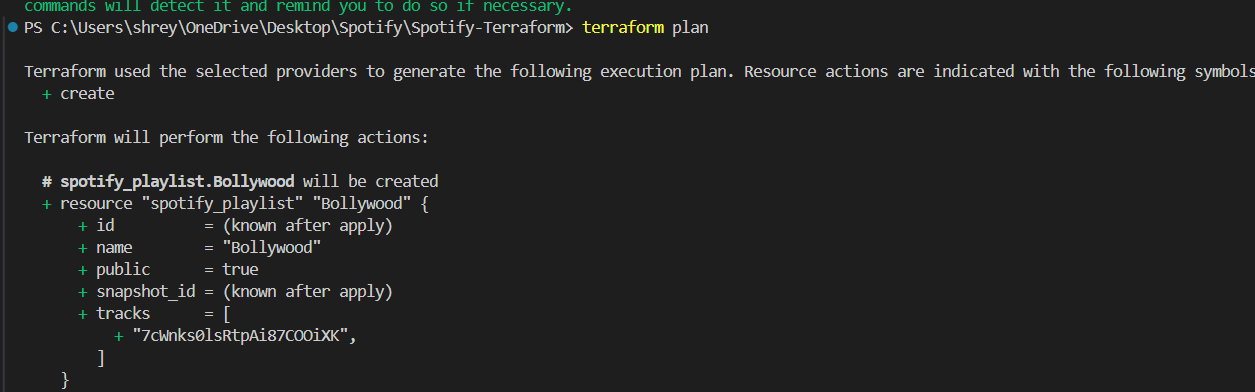 commands will detect it and remind you to do so if necessary.
PS C:\Users\shrey\OneDrive\Desktop\Spotify\Spotify-Terraform> terraform plan
Terraform used the selected providers to generate the following execution plan. Resource actions are indicated with the following symbols
+ create
Terraform will perform the following actions:
# spotify_playlist.Bollywood will be created
+ resource "spotify_playlist" "Bollywood" {
+ id = (known after apply)
+ name = "Bollywood"
+ public = true
+ snapshot_id = (known after apply)
+ tracks = [
+ "7cWnks0lsRtpAi87COOiXK",
]
}